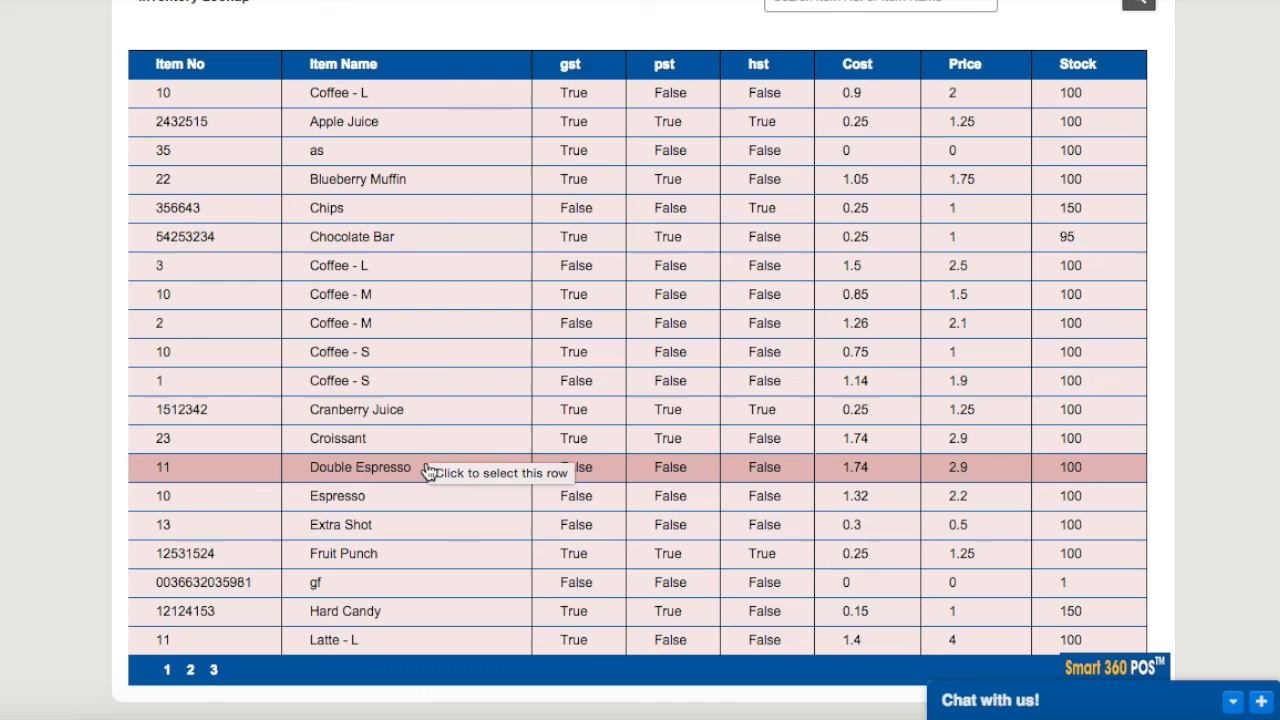 Inventory Lookup
Item No Item Name gst pst hst Cost Price Stock
10 Coffee - L True False False 0.9 2 100
2432515 Apple Juice True True True 0.25 1.25 100
35 as True False False 0 0 100
22 Blueberry Muffin True True False 1.05 1.75 100
356643 Chips False False True 0.25 1 150
54253234 Chocolate Bar True True False 0.25 1 95
3 Coffee - L False False False 1.5 2.5 100
10 Coffee - M True False False 0.85 1.5 100
2 Coffee - M False False False 1.26 2.1 100
10 Coffee - S True False False 0.75 1 100
1 Coffee - S False False False 1.14 1.9 100
1512342 Cranberry Juice True True True 0.25 1.25 100
23 Croissant True True False 1.74 2.9 100
11 Double Espresso Click to select this row False False 1.74 2.9 100
10 Espresso False False False 1.32 2.2 100
13 Extra Shot False False False 0.3 0.5 100
12531524 Fruit Punch True True True 0.25 1.25 100
0036632035981 gf False False False 0 0 1
12124153 Hard Candy True True False 0.15 1 150
11 Latte - L True False False 1.4 4 100
1 2 3
Smart 360 POS™
Chat with us!